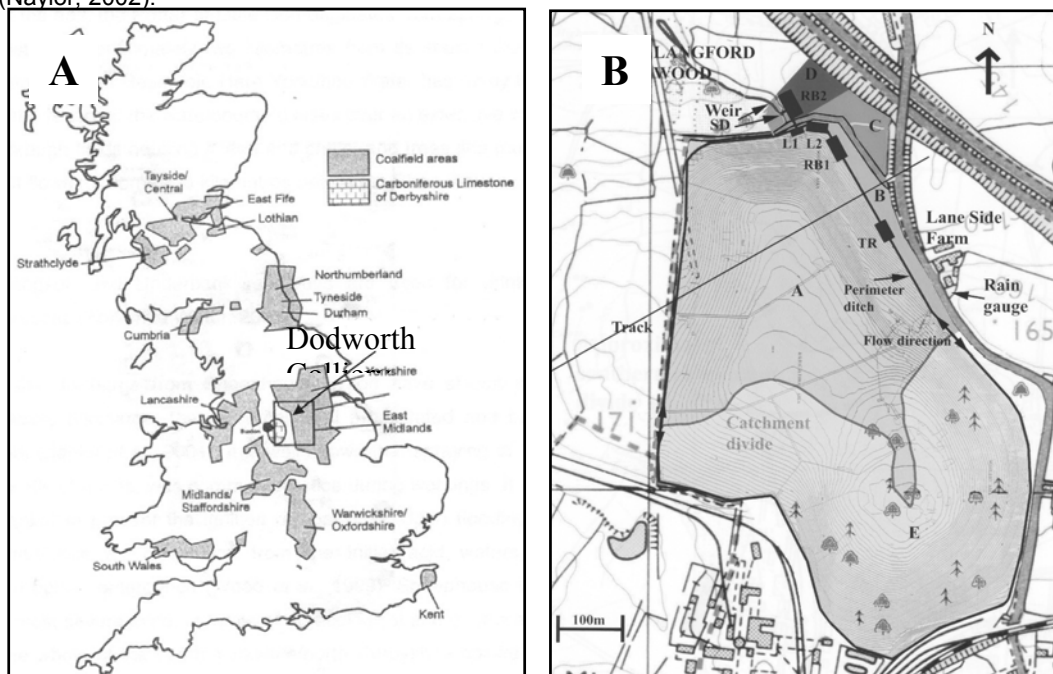 (Naylor, 2002).
A
Coalfield areas
Carboniferous Limestone
of Derbyshire
Tayside/
Central
East Fife
Lothian
Strathclyde
Northumberland
Tyneside
Durham
Cumbria
Dodworth
Yorkshire
Lancashire
East
Midlands
Midlands/
Staffordshire
Warwickshire/
Oxfordshire
South Wales
Kent
B
N
LANGFORD
WOOD
D
RB2
Weir
SD
C
L1 L2
RB1
B
Lane Side
Farm
TR
A
Perimeter
ditch
Rain
gauge
150
165
Track
Flow direction
171
Catchment
divide
E
100m